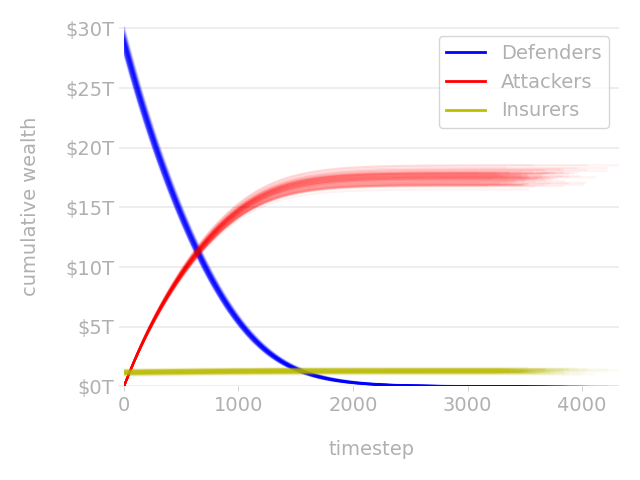 $30T
$25T
$20T
$15T
$10T
$5T
$0T
cumulative wealth
Defenders
Attackers
Insurers
0 1000 2000 3000 4000
timestep